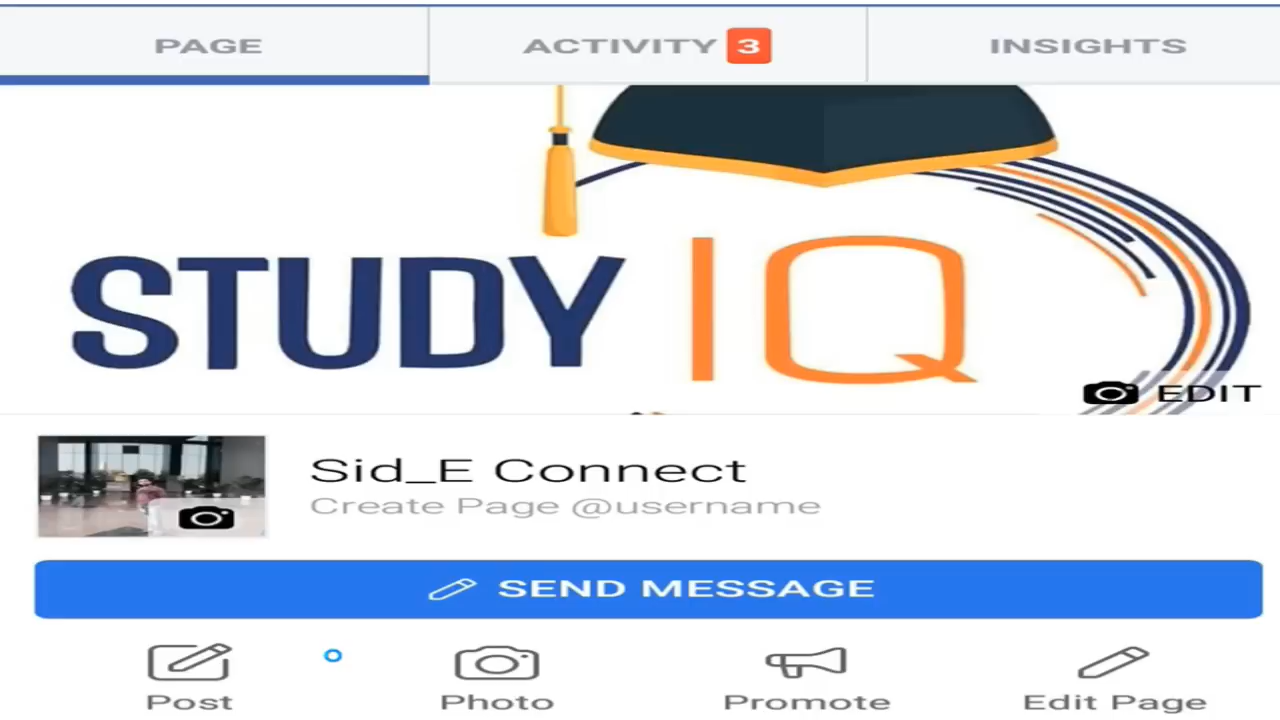 PAGE ACTIVITY 3 INSIGHTS
STUDY IQ
EDIT
Sid_E Connect
Create Page @username
SEND MESSAGE
Post Photo Promote Edit Page